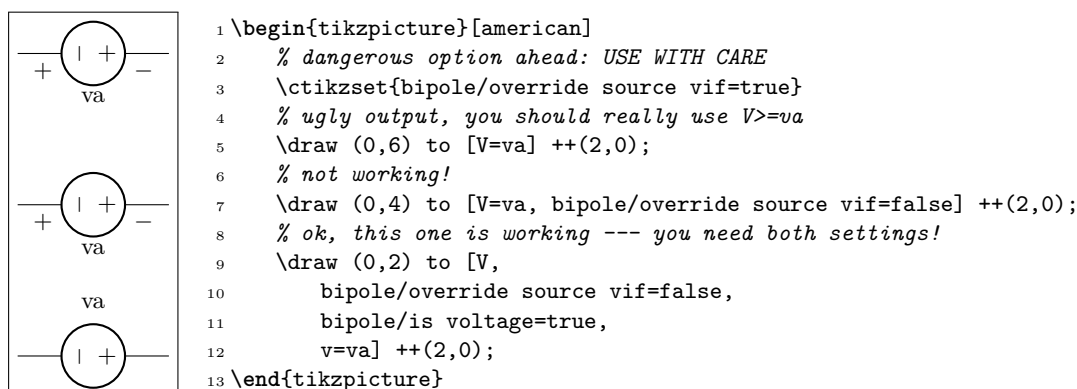 + −
va
+ −
va
va
1 \begin{tikzpicture}[american]
2 % dangerous option ahead: USE WITH CARE
3 \ctikzset{bipole/override source vif=true}
4 % ugly output, you should really use V>=va
5 \draw (0,6) to [V=va] ++(2,0);
6 % not working!
7 \draw (0,4) to [V=va, bipole/override source vif=false] ++(2,0);
8 % ok, this one is working --- you need both settings!
9 \draw (0,2) to [V,
10 bipole/override source vif=false,
11 bipole/is voltage=true,
12 v=va] ++(2,0);
13 \end{tikzpicture}